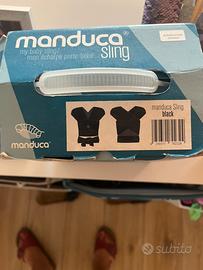 manduca®
sling
my baby sling!
mon écharpe porte-bébé
manduca Sling
black
manduca®
subito